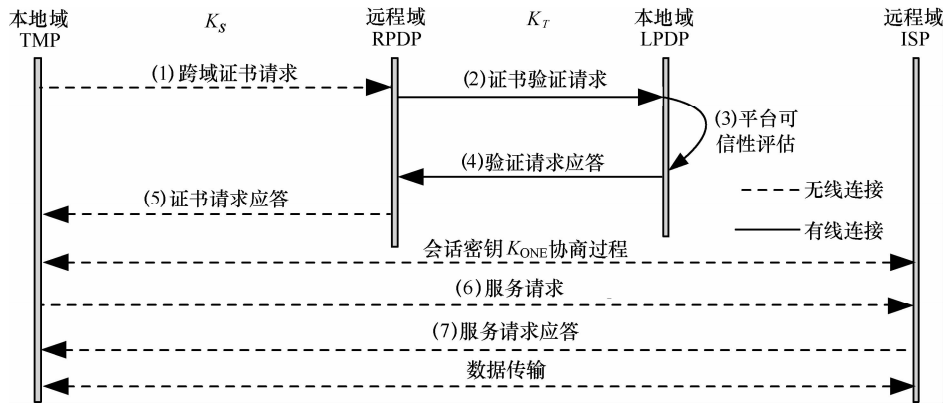 本地域
TMP
K_S
远程域
RPDP
K_T
本地域
LPDP
远程域
ISP
(1)跨域证书请求
(2)证书验证请求
(3)平台可
信性评估
(4)验证请求应答
(5)证书请求应答
无线连接
有线连接
会话密钥K_ONE协商过程
(6)服务请求
(7)服务请求应答
数据传输